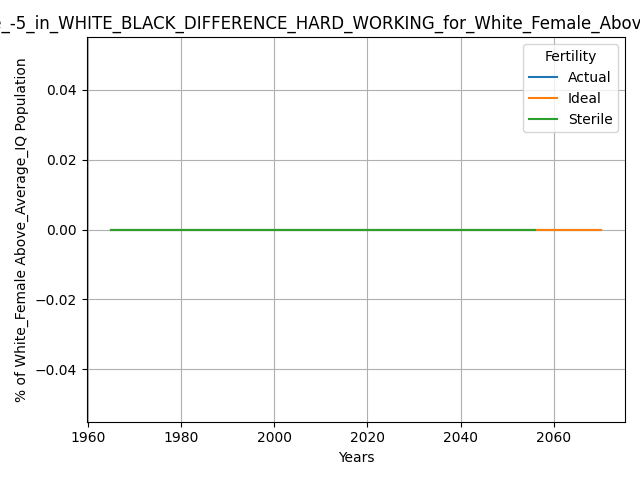 _-5_in_WHITE_BLACK_DIFFERENCE_HARD_WORKING_for_White_Female_Abov
Fertility
Actual
Ideal
Sterile
% of White_Female Above_Average_IQ Population
0.04
0.02
0.00
−0.02
−0.04
1960 1980 2000 2020 2040 2060
Years